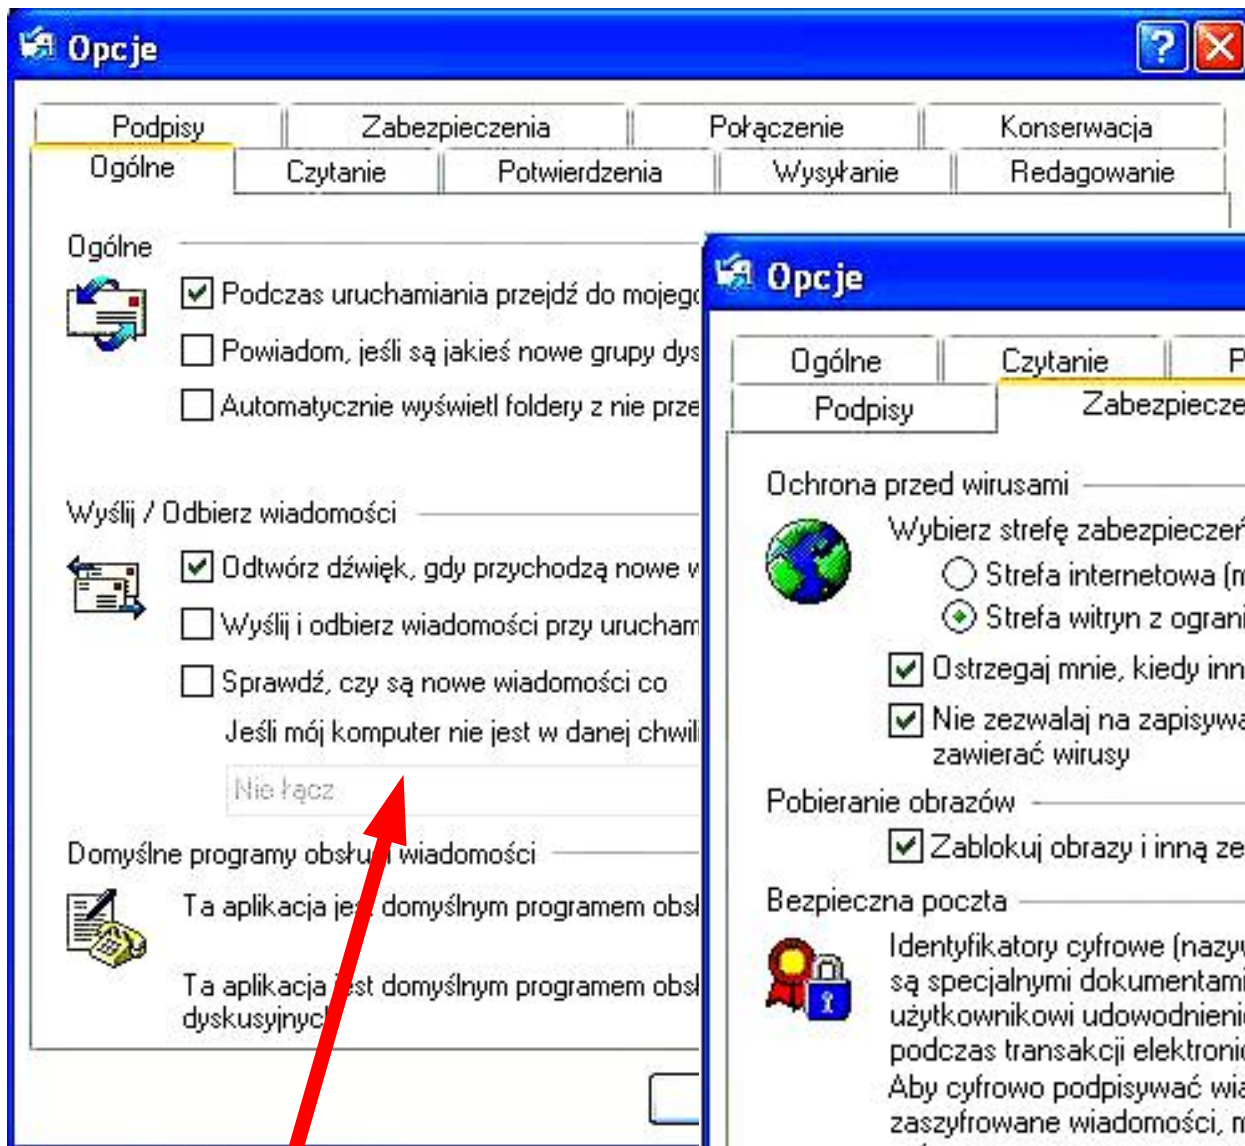 Opcje
Podpisy Zabezpieczenia Połączenie Konserwacja
Ogólne Czytanie Potwierdzenia Wysyłanie Redagowanie
Ogólne
Podczas uruchamiania przejdź do mojego
Powiadom, jeśli są jakieś nowe grupy dys
Automatycznie wyświetl foldery z nie prze
Wyślij / Odbierz wiadomości
Odtwórz dźwięk, gdy przychodzą nowe w
Wyślij i odbierz wiadomości przy urucham
Sprawdź, czy są nowe wiadomości co
Jeśli mój komputer nie jest w danej chwili
Nie łącz
Domyślne programy obsługi wiadomości
Ta aplikacja jest domyślnym programem obsł
Ta aplikacja jest domyślnym programem obsł
dyskusyjnych
Opcje
Ogólne Czytanie P
Podpisy Zabezpiecze
Ochrona przed wirusami
Wybierz strefę zabezpieczeń
Strefa internetowa (m
Strefa witryn z ograni
Ostrzegaj mnie, kiedy inn
Nie zezwalaj na zapisywa
zawierać wirusy
Pobieranie obrazów
Zablokuj obrazy i inną ze
Bezpieczna poczta
Identyfikatory cyfrowe (nazyw
są specjalnymi dokumentami
użytkownikowi udowodnienie
podczas transakcji elektronic
Aby cyfrowo podpisywać wia
zaszyfrowane wiadomości, m